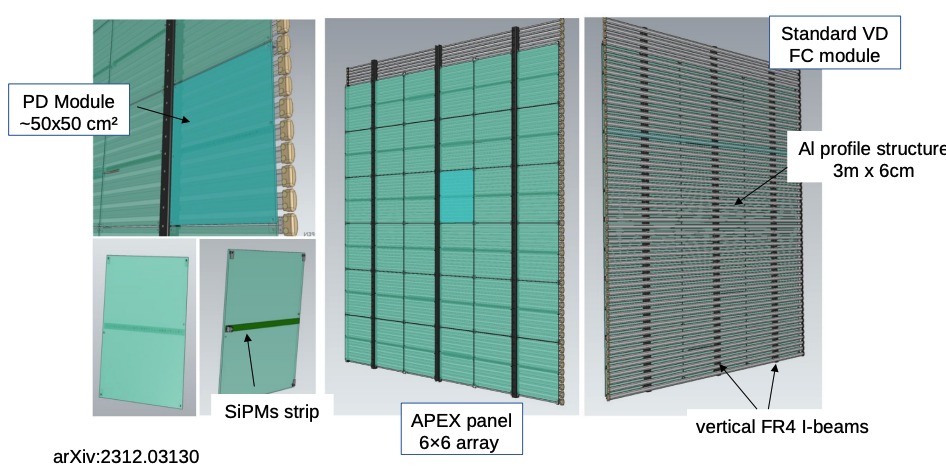 Standard VD
FC module
PD Module
~50x50 cm²
Al profile structure
3m x 6cm
SiPMs strip
APEX panel
6×6 array
vertical FR4 I-beams
arXiv:2312.03130